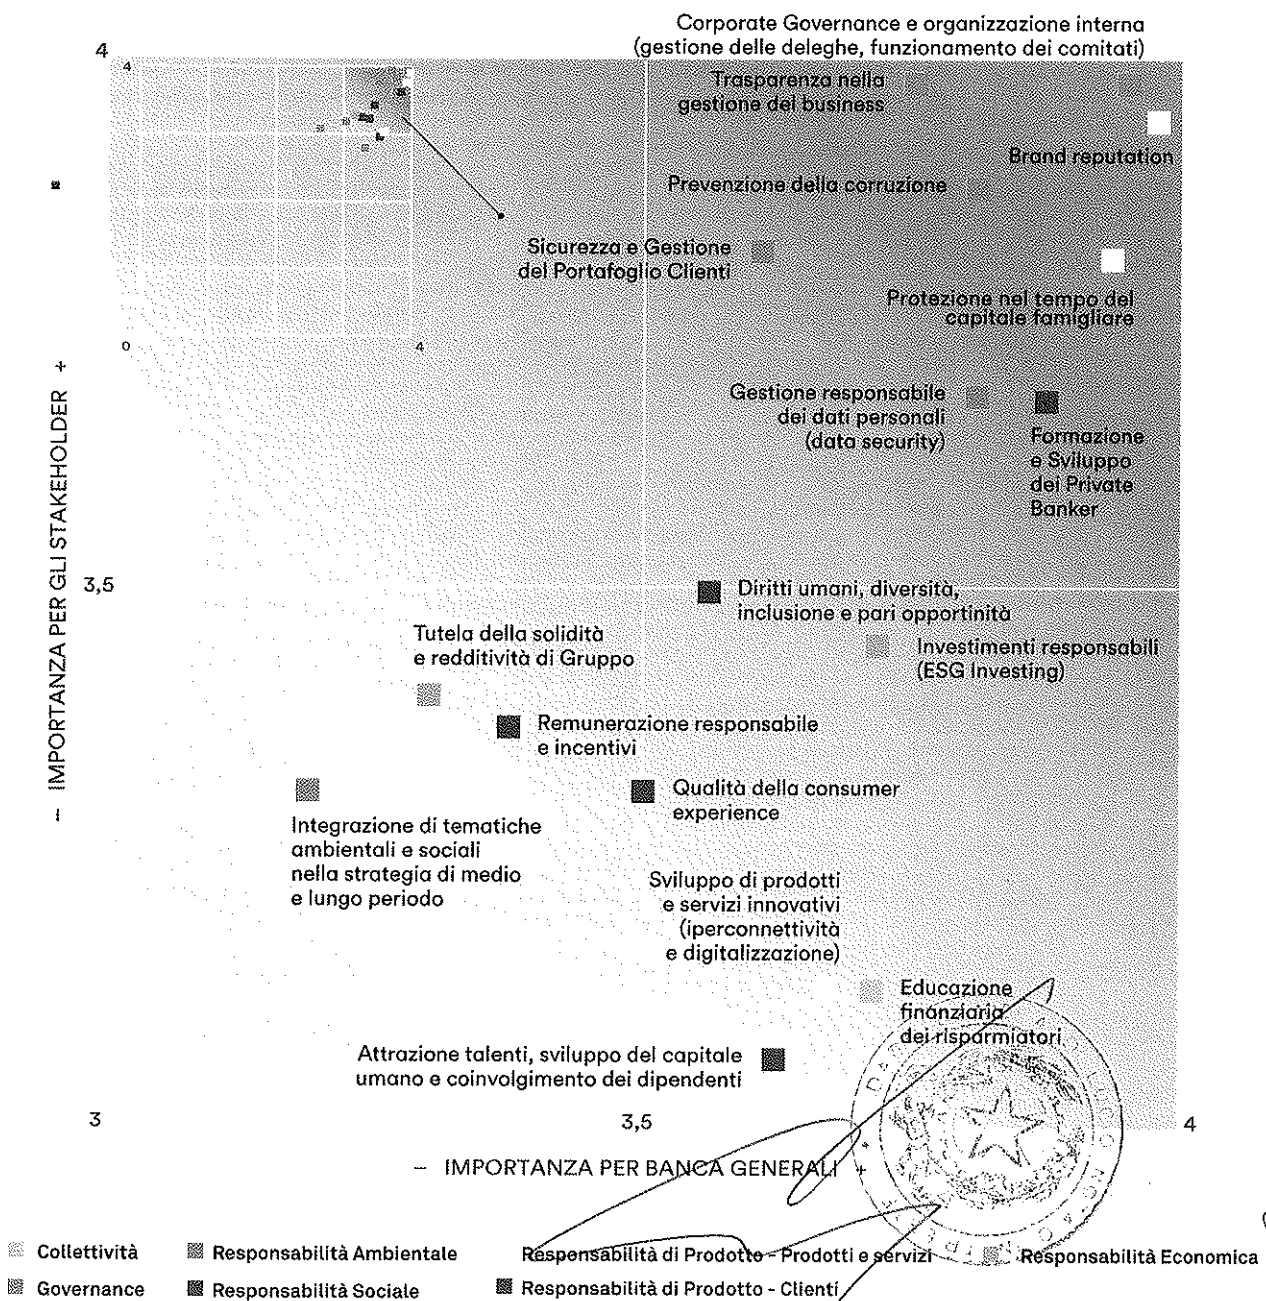 Corporate Governance e organizzazione interna
(gestione delle deleghe, funzionamento dei comitati)
4
4
Trasparenza nella
gestione del business
Brand reputation
Prevenzione della corruzione
Sicurezza e Gestione
del Portafoglio Clienti
Protezione nel tempo del
capitale famigliare
0
4
Gestione responsabile
dei dati personali
(data security)
Formazione
e Sviluppo
dei Private
Banker
– IMPORTANZA PER GLI STAKEHOLDER +
3,5
Diritti umani, diversità,
inclusione e pari opportinità
Tutela della solidità
e redditività di Gruppo
Investimenti responsabili
(ESG Investing)
Remunerazione responsabile
e incentivi
Qualità della consumer
experience
Integrazione di tematiche
ambientali e sociali
nella strategia di medio
e lungo periodo
Sviluppo di prodotti
e servizi innovativi
(iperconnettività
e digitalizzazione)
Educazione
finanziaria
dei risparmiatori
Attrazione talenti, sviluppo del capitale
umano e coinvolgimento dei dipendenti
3
3,5
4
– IMPORTANZA PER BANCA GENERALI +
Collettività
Responsabilità Ambientale
Responsabilità di Prodotto - Prodotti e servizi
Responsabilità Economica
Governance
Responsabilità Sociale
Responsabilità di Prodotto - Clienti